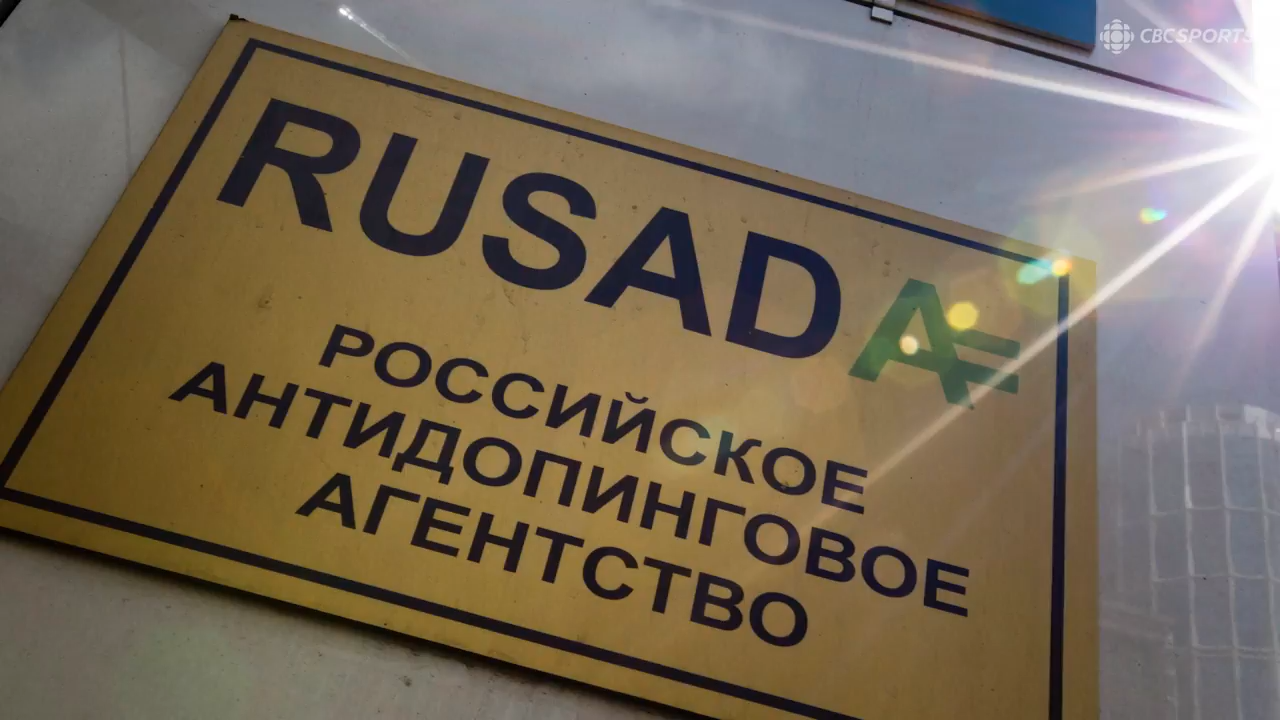 CBC SPORTS
RUSADA
РОССИЙСКОЕ
АНТИДОПИНГОВОЕ
АГЕНТСТВО